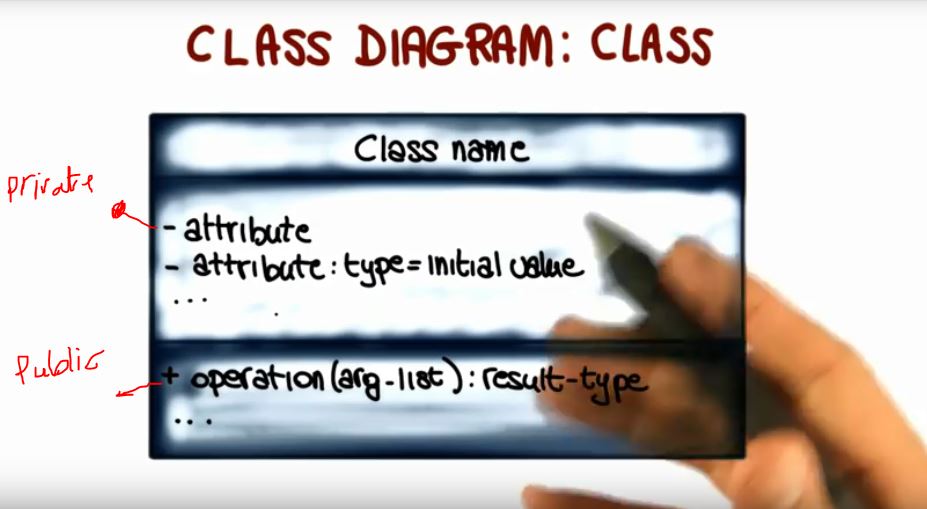 CLASS DIAGRAM: CLASS
Class name
private
- attribute
- attribute: type = initial value
...
Public
+ operation (arg-list) : result-type
...